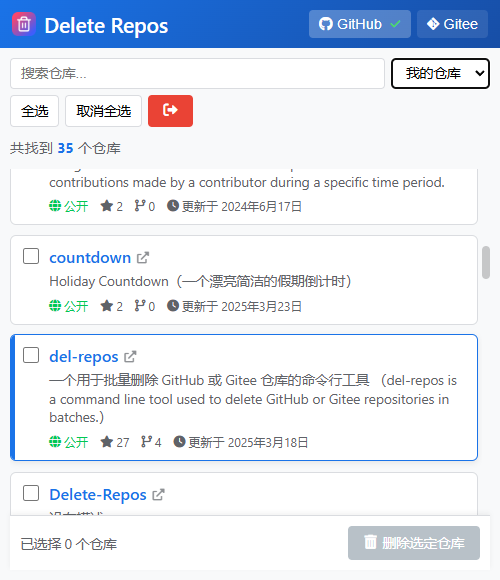 Delete Repos
GitHub
Gitee
搜索仓库...
我的仓库
全选
取消全选
共找到 35 个仓库
contributions made by a contributor during a specific time period.
公开 2 0 更新于 2024年6月17日
countdown
Holiday Countdown（一个漂亮简洁的假期倒计时）
公开 2 0 更新于 2025年3月23日
del-repos
一个用于批量删除 GitHub 或 Gitee 仓库的命令行工具 （del-repos is
a command line tool used to delete GitHub or Gitee repositories in
batches.）
公开 27 4 更新于 2025年3月18日
Delete-Repos
已选择 0 个仓库
删除选定仓库